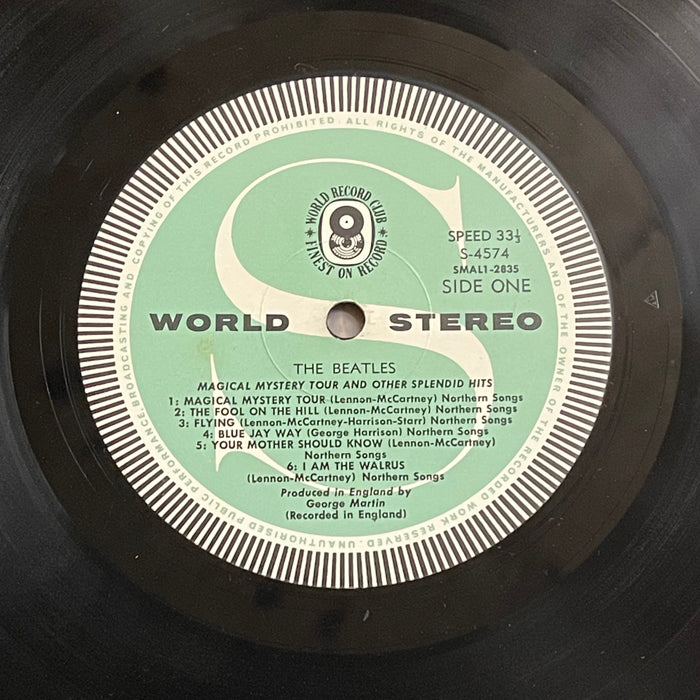 UNAUTHORISED PUBLIC PERFORMANCE, BROADCASTING AND COPYING OF THIS RECORD PROHIBITED · ALL RIGHTS OF THE MANUFACTURERS AND OF THE OWNER OF THE RECORDED WORK RESERVED.
WORLD RECORD CLUB
FINEST ON RECORD
SPEED 33⅓
S-4574
SMAL1-2835
SIDE ONE
WORLD STEREO
THE BEATLES
MAGICAL MYSTERY TOUR AND OTHER SPLENDID HITS
1: MAGICAL MYSTERY TOUR (Lennon-McCartney) Northern Songs
2: THE FOOL ON THE HILL (Lennon-McCartney) Northern Songs
3: FLYING (Lennon-McCartney-Harrison-Starr) Northern Songs
4: BLUE JAY WAY (George Harrison) Northern Songs
5: YOUR MOTHER SHOULD KNOW (Lennon-McCartney)
Northern Songs
6: I AM THE WALRUS
(Lennon-McCartney) Northern Songs
Produced in England by
George Martin
(Recorded in England)